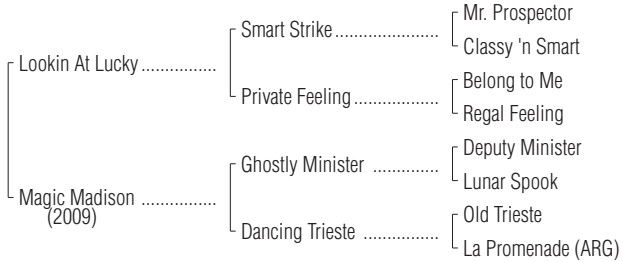 Mr. Prospector
Smart Strike....................
Classy 'n Smart
Lookin At Lucky ................
Belong to Me
Private Feeling.................
Regal Feeling
Deputy Minister
Ghostly Minister .............
Lunar Spook
Magic Madison ................
(2009)
Old Trieste
Dancing Trieste ...............
La Promenade (ARG)